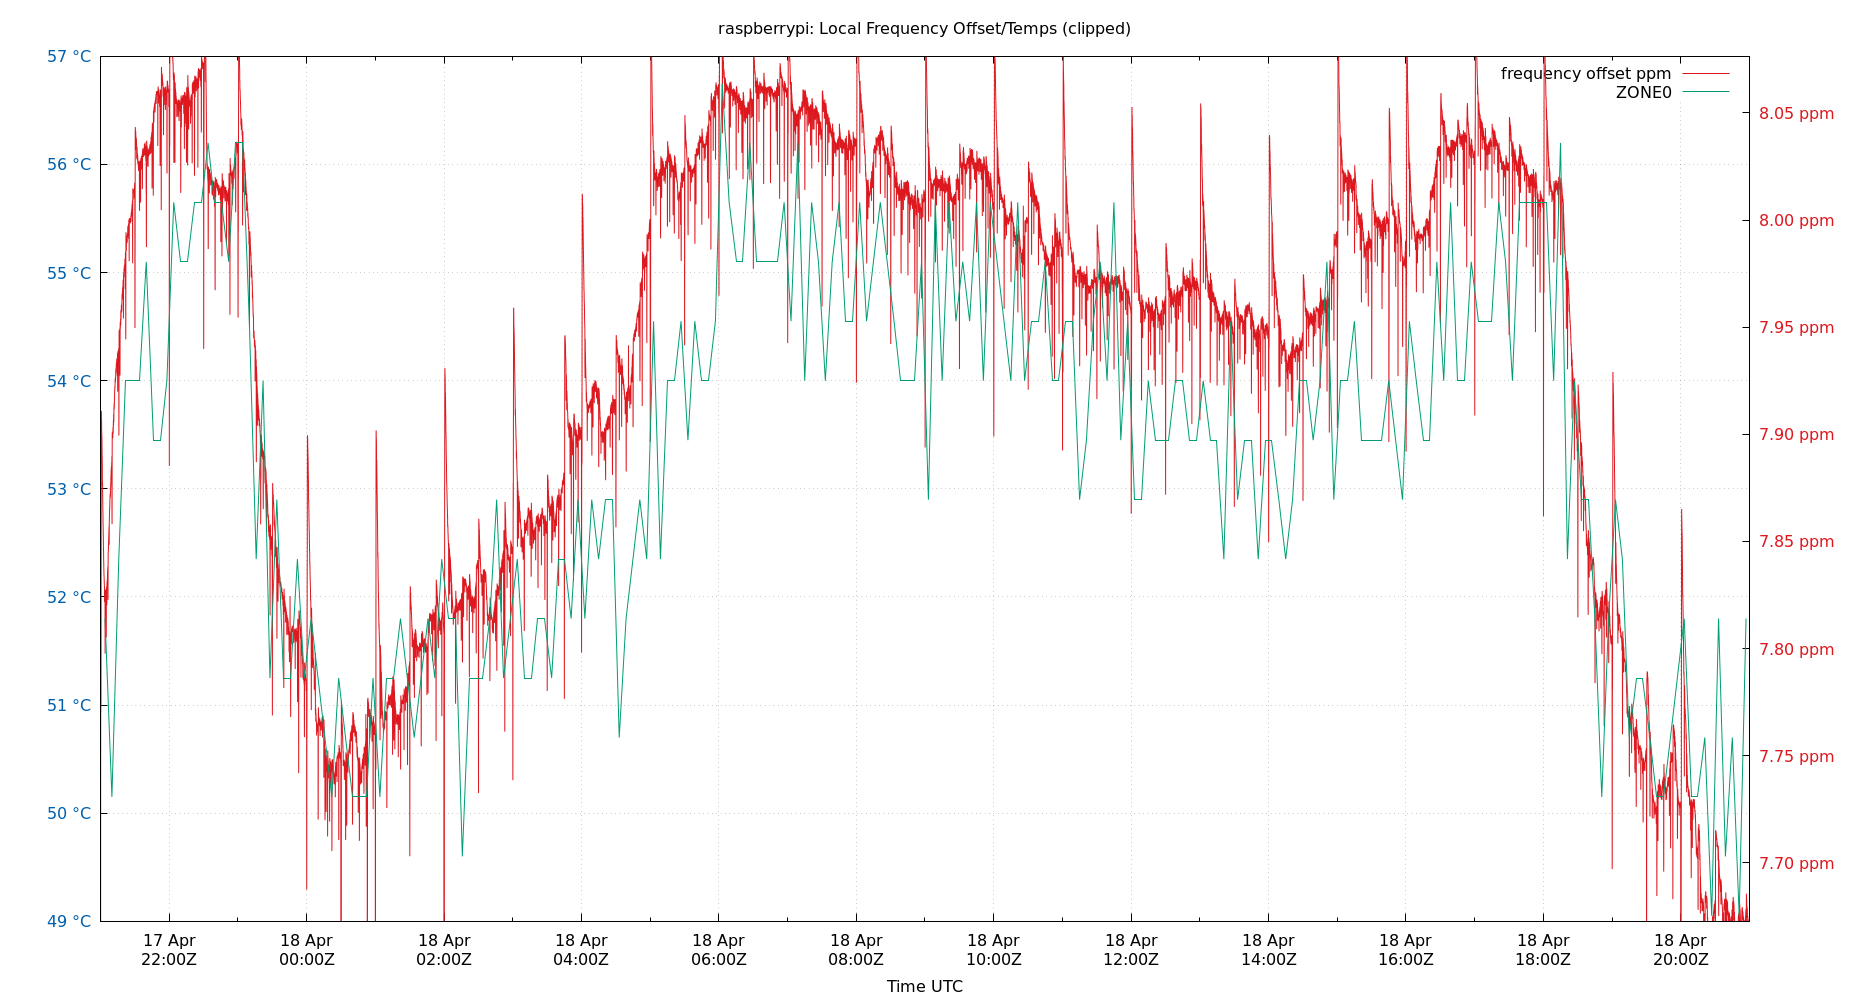 raspberrypi: Local Frequency Offset/Temps (clipped)
frequency offset ppm
ZONE0
57 °C
56 °C
55 °C
54 °C
53 °C
52 °C
51 °C
50 °C
49 °C
8.05 ppm
8.00 ppm
7.95 ppm
7.90 ppm
7.85 ppm
7.80 ppm
7.75 ppm
7.70 ppm
17 Apr 18 Apr 18 Apr 18 Apr 18 Apr 18 Apr 18 Apr 18 Apr 18 Apr 18 Apr 18 Apr 18 Apr
22:00Z 00:00Z 02:00Z 04:00Z 06:00Z 08:00Z 10:00Z 12:00Z 14:00Z 16:00Z 18:00Z 20:00Z
Time UTC